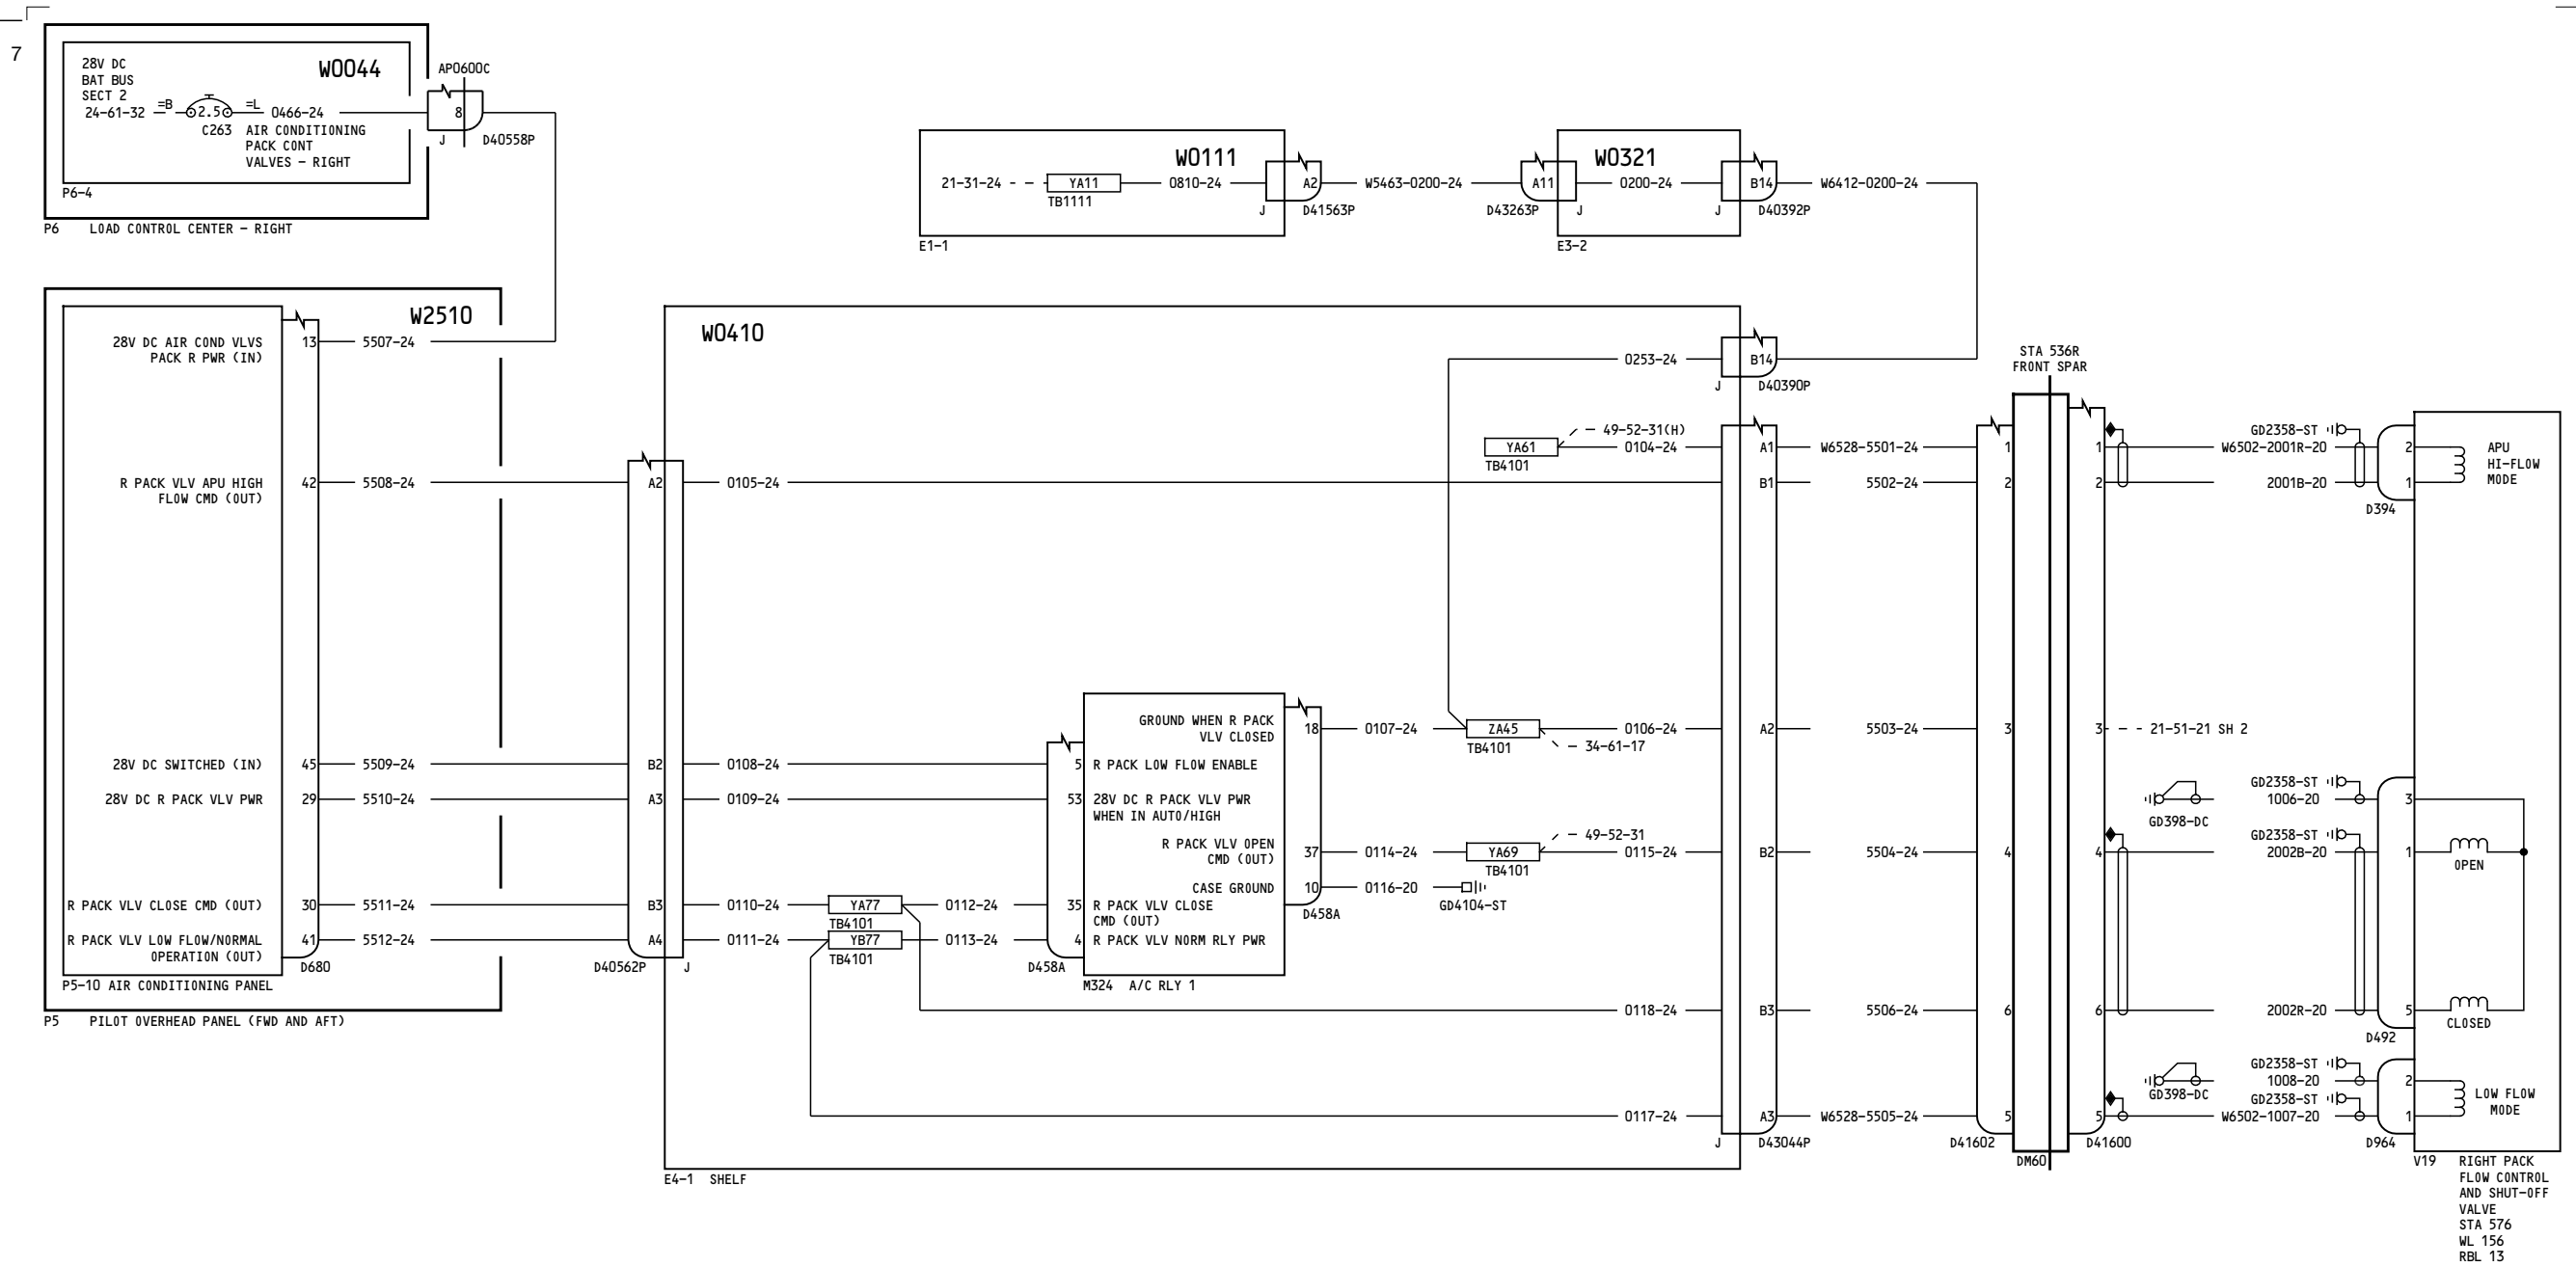 7
28V DC
BAT BUS
SECT 2
24-61-32
=B
2.5
=L
0466-24
C263
AIR CONDITIONING
PACK CONT
VALVES - RIGHT
W0044
P6-4
P6 LOAD CONTROL CENTER - RIGHT
AP0600C
8
J
D40558P
W0111
21-31-24
YA11
TB1111
0810-24
A2
J
D41563P
E1-1
W5463-0200-24
W0321
A11
D43263P
J
0200-24
J
B14
D40392P
E3-2
W6412-0200-24
W2510
28V DC AIR COND VLVS
PACK R PWR (IN)
13
5507-24
R PACK VLV APU HIGH
FLOW CMD (OUT)
42
5508-24
28V DC SWITCHED (IN)
45
5509-24
28V DC R PACK VLV PWR
29
5510-24
R PACK VLV CLOSE CMD (OUT)
30
5511-24
R PACK VLV LOW FLOW/NORMAL
OPERATION (OUT)
41
5512-24
D680
P5-10 AIR CONDITIONING PANEL
P5 PILOT OVERHEAD PANEL (FWD AND AFT)
W0410
A2
0105-24
B2
0108-24
A3
0109-24
B3
0110-24
A4
0111-24
D40562P
J
YA77
TB4101
0112-24
YB77
TB4101
0113-24
5
R PACK LOW FLOW ENABLE
53
28V DC R PACK VLV PWR
WHEN IN AUTO/HIGH
35
R PACK VLV CLOSE
CMD (OUT)
4
R PACK VLV NORM RLY PWR
D458A
M324 A/C RLY 1
GROUND WHEN R PACK
VLV CLOSED
18
0107-24
R PACK VLV OPEN
CMD (OUT)
37
0114-24
CASE GROUND
10
0116-20
GD4104-ST
D458A
ZA45
TB4101
0106-24
34-61-17
YA69
TB4101
49-52-31
0115-24
0253-24
B14
J
D40390P
YA61
TB4101
49-52-31(H)
0104-24
0118-24
0117-24
A1
W6528-5501-24
B1
5502-24
A2
5503-24
B2
5504-24
B3
5506-24
A3
W6528-5505-24
J
D43044P
E4-1 SHELF
STA 536R
FRONT SPAR
1
2
3
4
6
5
D41602
DM60
1
2
3
21-51-21 SH 2
4
6
5
D41600
GD2358-ST
W6502-2001R-20
2
2001B-20
1
D394
APU
HI-FLOW
MODE
GD398-DC
GD2358-ST
1006-20
3
GD2358-ST
2002B-20
1
OPEN
2002R-20
5
CLOSED
D492
GD398-DC
GD2358-ST
1008-20
2
GD2358-ST
W6502-1007-20
1
D964
LOW FLOW
MODE
V19 RIGHT PACK
FLOW CONTROL
AND SHUT-OFF
VALVE
STA 576
WL 156
RBL 13